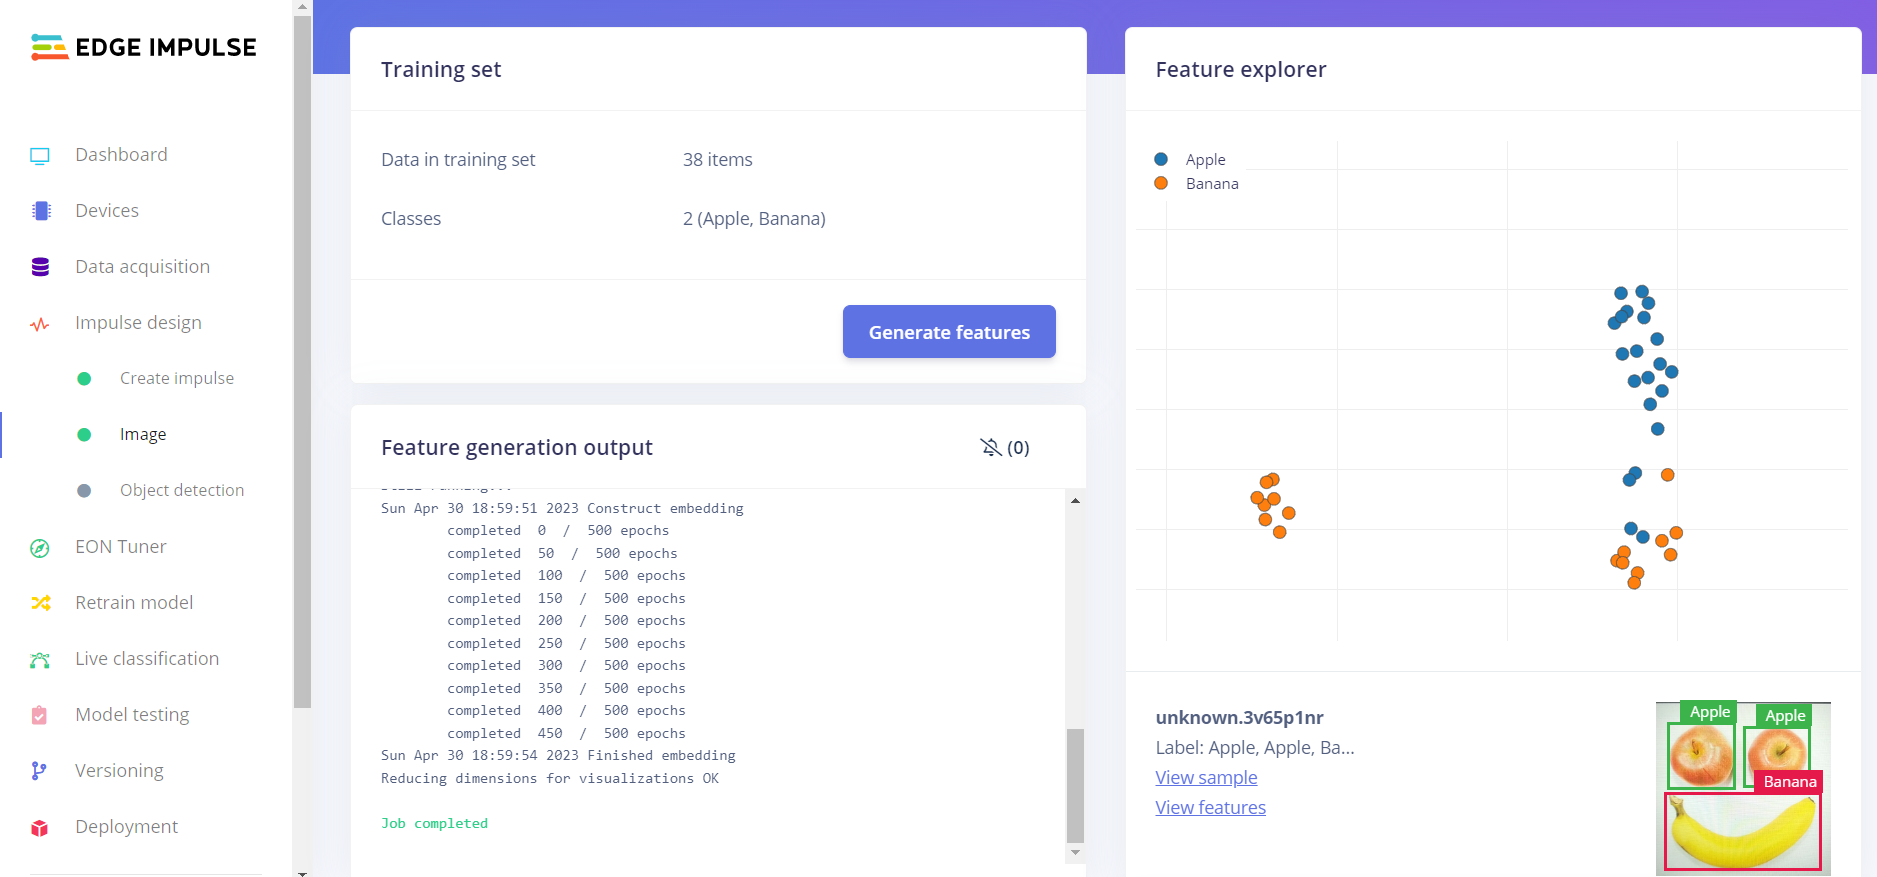 EDGE IMPULSE
Dashboard
Devices
Data acquisition
Impulse design
Create impulse
Image
Object detection
EON Tuner
Retrain model
Live classification
Model testing
Versioning
Deployment
Training set
Data in training set 38 items
Classes 2 (Apple, Banana)
Generate features
Feature generation output (0)
Sun Apr 30 18:59:51 2023 Construct embedding
completed 0 / 500 epochs
completed 50 / 500 epochs
completed 100 / 500 epochs
completed 150 / 500 epochs
completed 200 / 500 epochs
completed 250 / 500 epochs
completed 300 / 500 epochs
completed 350 / 500 epochs
completed 400 / 500 epochs
completed 450 / 500 epochs
Sun Apr 30 18:59:54 2023 Finished embedding
Reducing dimensions for visualizations OK
Job completed
Feature explorer
Apple
Banana
unknown.3v65p1nr
Label: Apple, Apple, Ba...
View sample
View features
Apple Apple
Banana